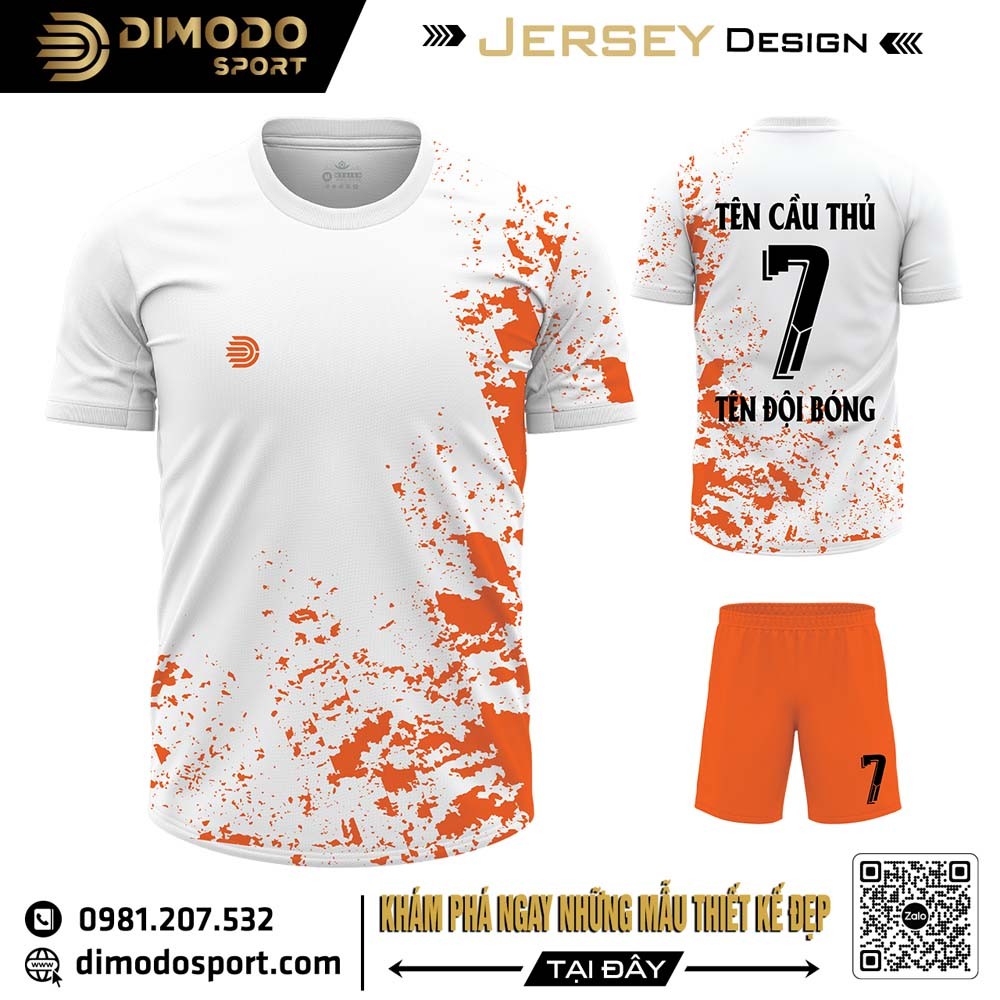 DIMODO
SPORT
JERSEY DESIGN
TÊN CẦU THỦ
7
TÊN ĐỘI BÓNG
7
0981.207.532
dimodosport.com
KHÁM PHÁ NGAY NHỮNG MẪU THIẾT KẾ ĐẸP
TẠI ĐÂY
Zalo